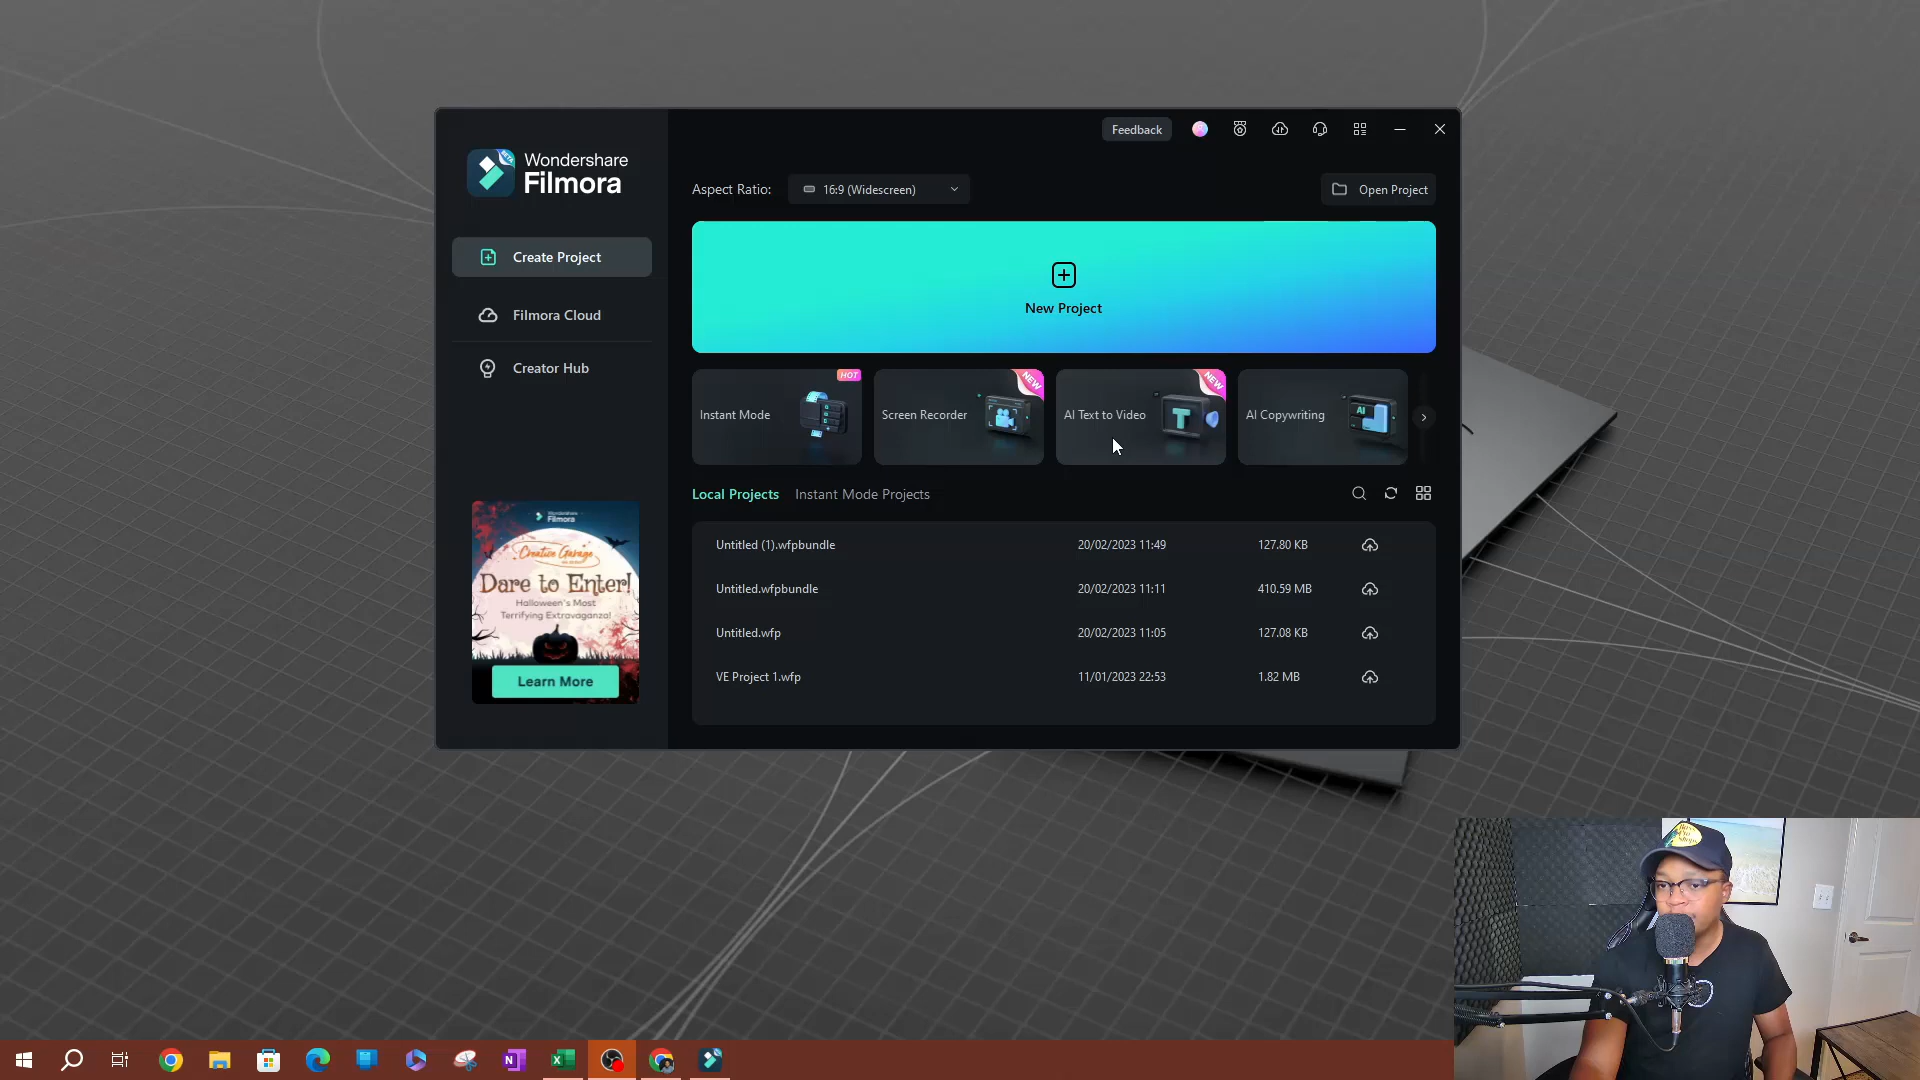 Feedback
BETA
Wondershare
Filmora
Aspect Ratio:
16:9 (Widescreen)
Open Project
Create Project
New Project
Filmora Cloud
Creator Hub
HOT
Instant Mode
NEW
Screen Recorder
NEW
AI Text to Video
T
AI Copywriting
AI
Local Projects
Instant Mode Projects
Untitled (1).wfpbundle 20/02/2023 11:49 127.80 KB
Untitled.wfpbundle 20/02/2023 11:11 410.59 MB
Untitled.wfp 20/02/2023 11:05 127.08 KB
VE Project 1.wfp 11/01/2023 22:53 1.82 MB
Wondershare
Filmora
Creative Garage
Dare to Enter!
Halloween's Most
Terrifying Extravaganza!
Learn More